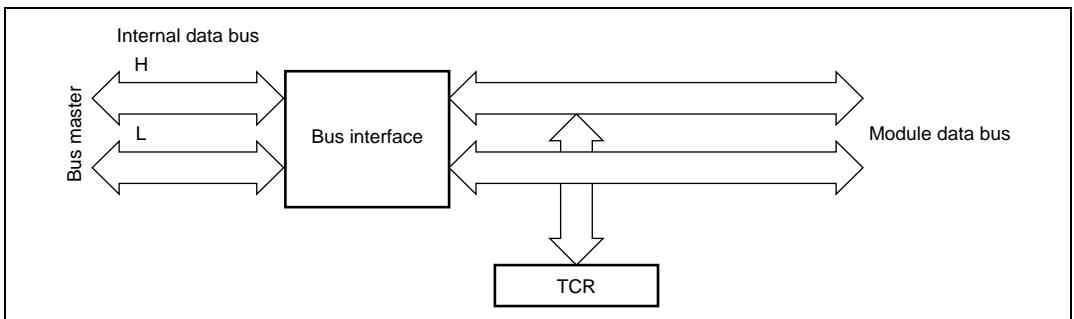 Internal data bus
H
Bus master
L
Bus interface
Module data bus
TCR